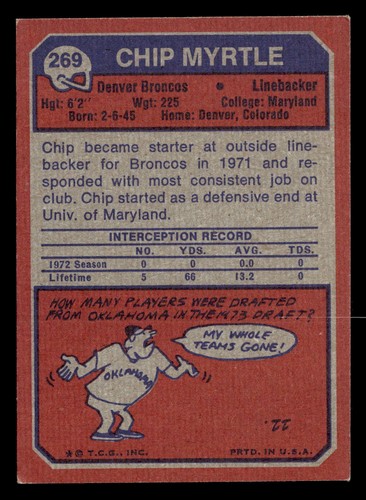 269 CHIP MYRTLE
Denver Broncos • Linebacker
Hgt: 6'2" Wgt: 225 College: Maryland
Born: 2-6-45 Home: Denver, Colorado
Chip became starter at outside line-
backer for Broncos in 1971 and re-
sponded with most consistent job on
club. Chip started as a defensive end at
Univ. of Maryland.
INTERCEPTION RECORD
NO. YDS. AVG. TDS.
1972 Season 0 0 0.0 0
Lifetime 5 66 13.2 0
HOW MANY PLAYERS WERE DRAFTED
FROM OKLAHOMA IN THE '73 DRAFT?
MY WHOLE
TEAMS GONE!
OKLAHOMA
22.
*© T.C.G., INC. PRTD. IN U.S.A.